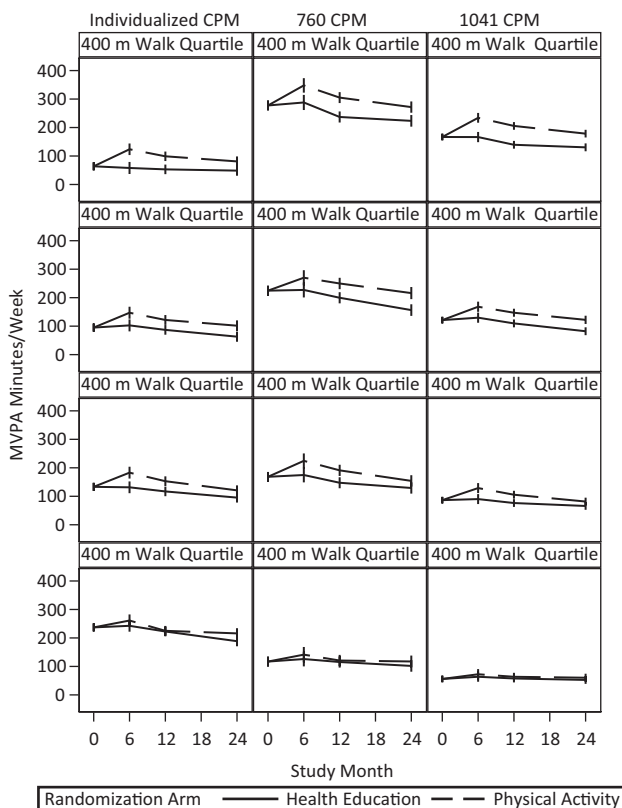 Individualized CPM 760 CPM 1041 CPM
400 m Walk Quartile 400 m Walk Quartile 400 m Walk Quartile
400
300
200
100
0
400 m Walk Quartile 400 m Walk Quartile 400 m Walk Quartile
400
300
200
100
0
MVPA Minutes/Week
400 m Walk Quartile 400 m Walk Quartile 400 m Walk Quartile
400
300
200
100
0
400 m Walk Quartile 400 m Walk Quartile 400 m Walk Quartile
400
300
200
100
0
0 6 12 18 24 0 6 12 18 24 0 6 12 18 24
Study Month
Randomization Arm Health Education Physical Activity